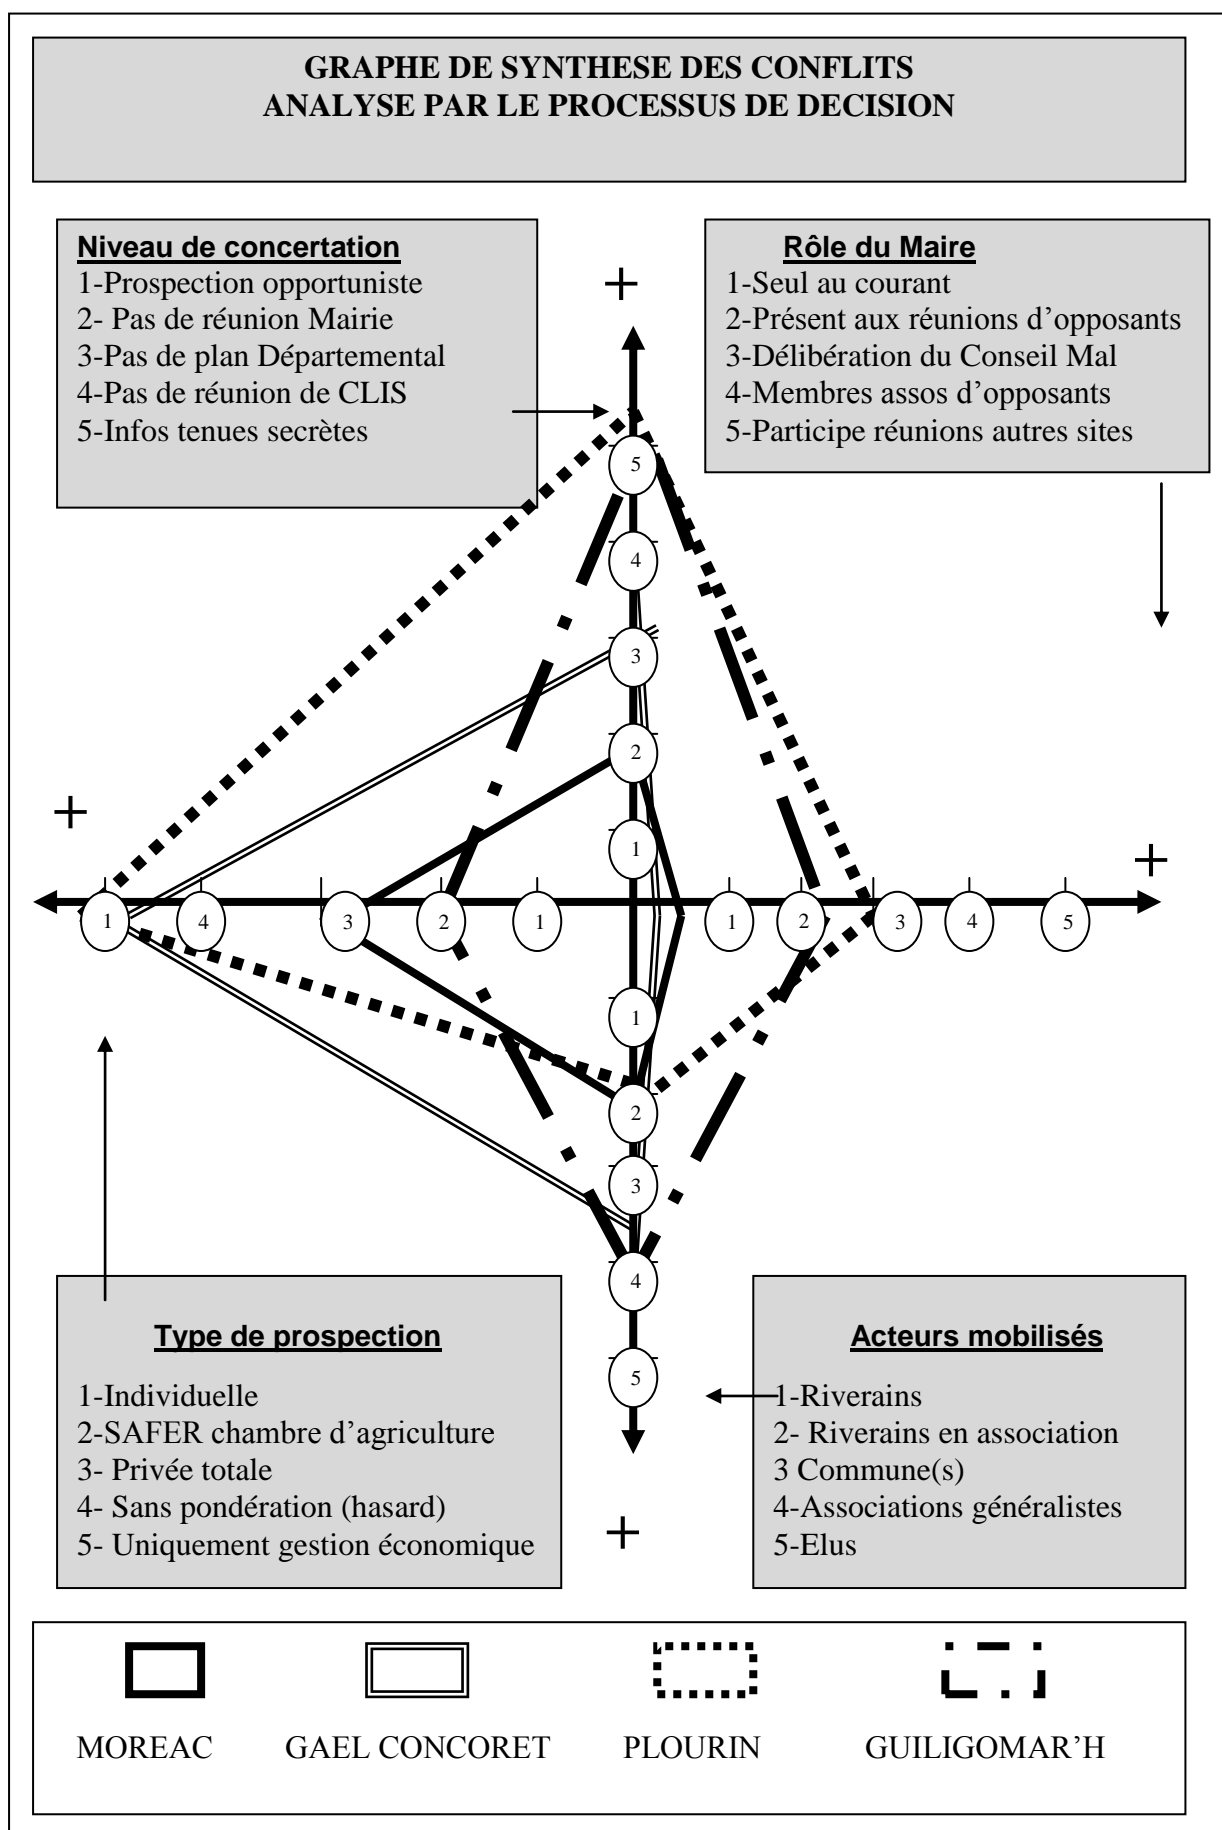 GRAPHE DE SYNTHESE DES CONFLITS
ANALYSE PAR LE PROCESSUS DE DECISION
Niveau de concertation
1-Prospection opportuniste
2- Pas de réunion Mairie
3-Pas de plan Départemental
4-Pas de réunion de CLIS
5-Infos tenues secrètes
Rôle du Maire
1-Seul au courant
2-Présent aux réunions d’opposants
3-Délibération du Conseil Mal
4-Membres assos d’opposants
5-Participe réunions autres sites
+
5
4
3
2
1
+
+
1
4
3
2
1
1
2
3
4
5
1
2
3
4
5
+
Type de prospection
1-Individuelle
2-SAFER chambre d’agriculture
3- Privée totale
4- Sans pondération (hasard)
5- Uniquement gestion économique
Acteurs mobilisés
1-Riverains
2- Riverains en association
3 Commune(s)
4-Associations généralistes
5-Elus
MOREAC
GAEL CONCORET
PLOURIN
GUILIGOMAR’H